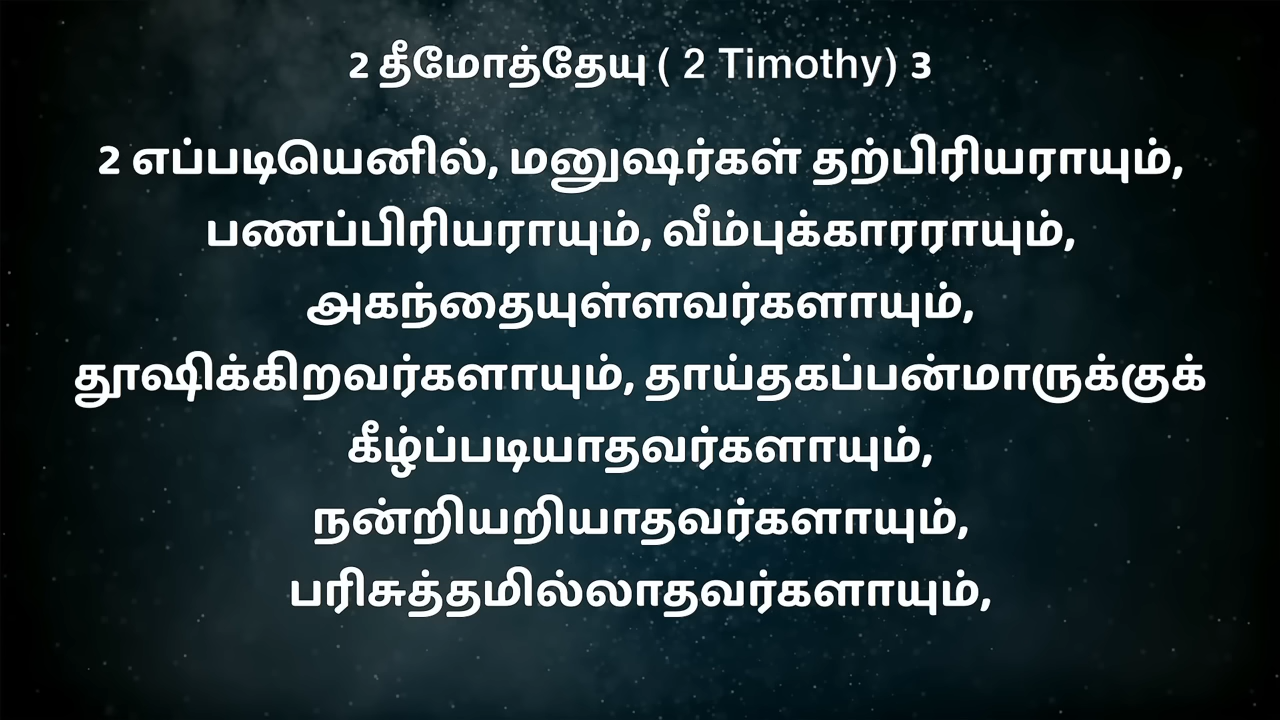 2 தீமோத்தேயு ( 2 Timothy) 3
2 எப்படியெனில், மனுஷர்கள் தற்பிரியராயும்,
பணப்பிரியராயும், வீம்புக்காரராயும்,
அகந்தையுள்ளவர்களாயும்,
தூஷிக்கிறவர்களாயும், தாய்தகப்பன்மாருக்குக்
கீழ்ப்படியாதவர்களாயும்,
நன்றியறியாதவர்களாயும்,
பரிசுத்தமில்லாதவர்களாயும்,